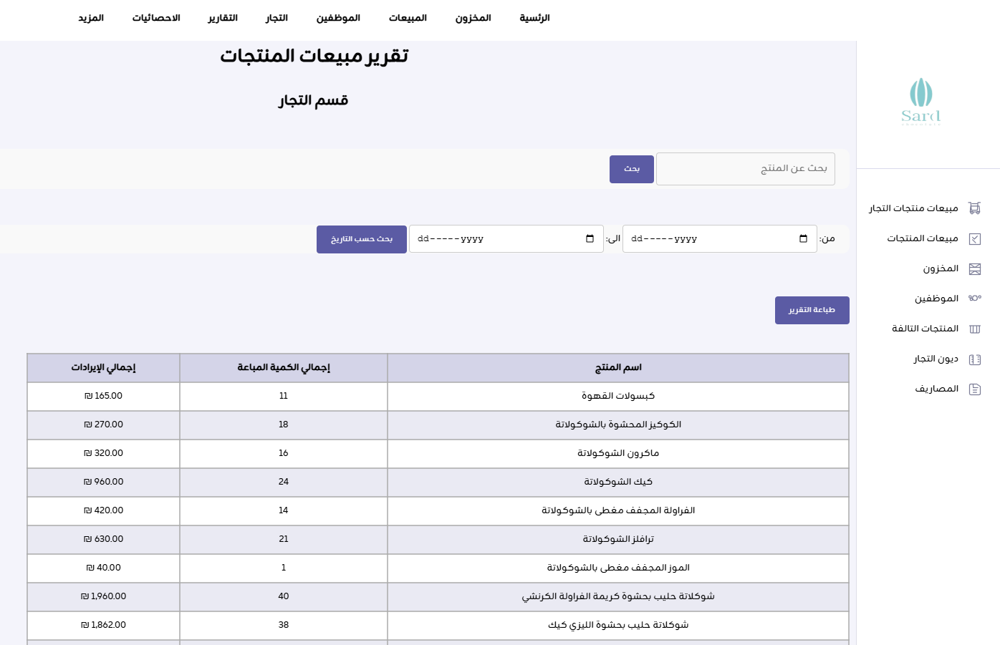 الرئسية المخزون المبيعات الموظفين التجار التقارير الاحصائيات المزيد
Sard
مبيعات منتجات التجار
مبيعات المنتجات
المخزون
الموظفين
المنتجات التالفة
ديون التجار
المصاريف
تقرير مبيعات المنتجات
قسم التجار
بحث عن المنتج بحث
من: dd-----yyyy الى: dd-----yyyy بحث حسب التاريخ
طباعة التقرير
اسم المنتج إجمالي الكمية المباعة إجمالي الإيرادات
كبسولات القهوة 11 165.00 ₪
الكوكيز المحشوة بالشوكولاتة 18 270.00 ₪
ماكرون الشوكولاتة 16 320.00 ₪
كيك الشوكولاتة 24 960.00 ₪
الفراولة المجفف مغطى بالشوكولاتة 14 420.00 ₪
ترافلز الشوكولاتة 21 630.00 ₪
الموز المجفف مغطى بالشوكولاتة 1 40.00 ₪
شوكلاتة حليب بحشوة كريمة الفراولة الكرنشي 40 1,960.00 ₪
شوكلاتة حليب بحشوة الليزي كيك 38 1,862.00 ₪